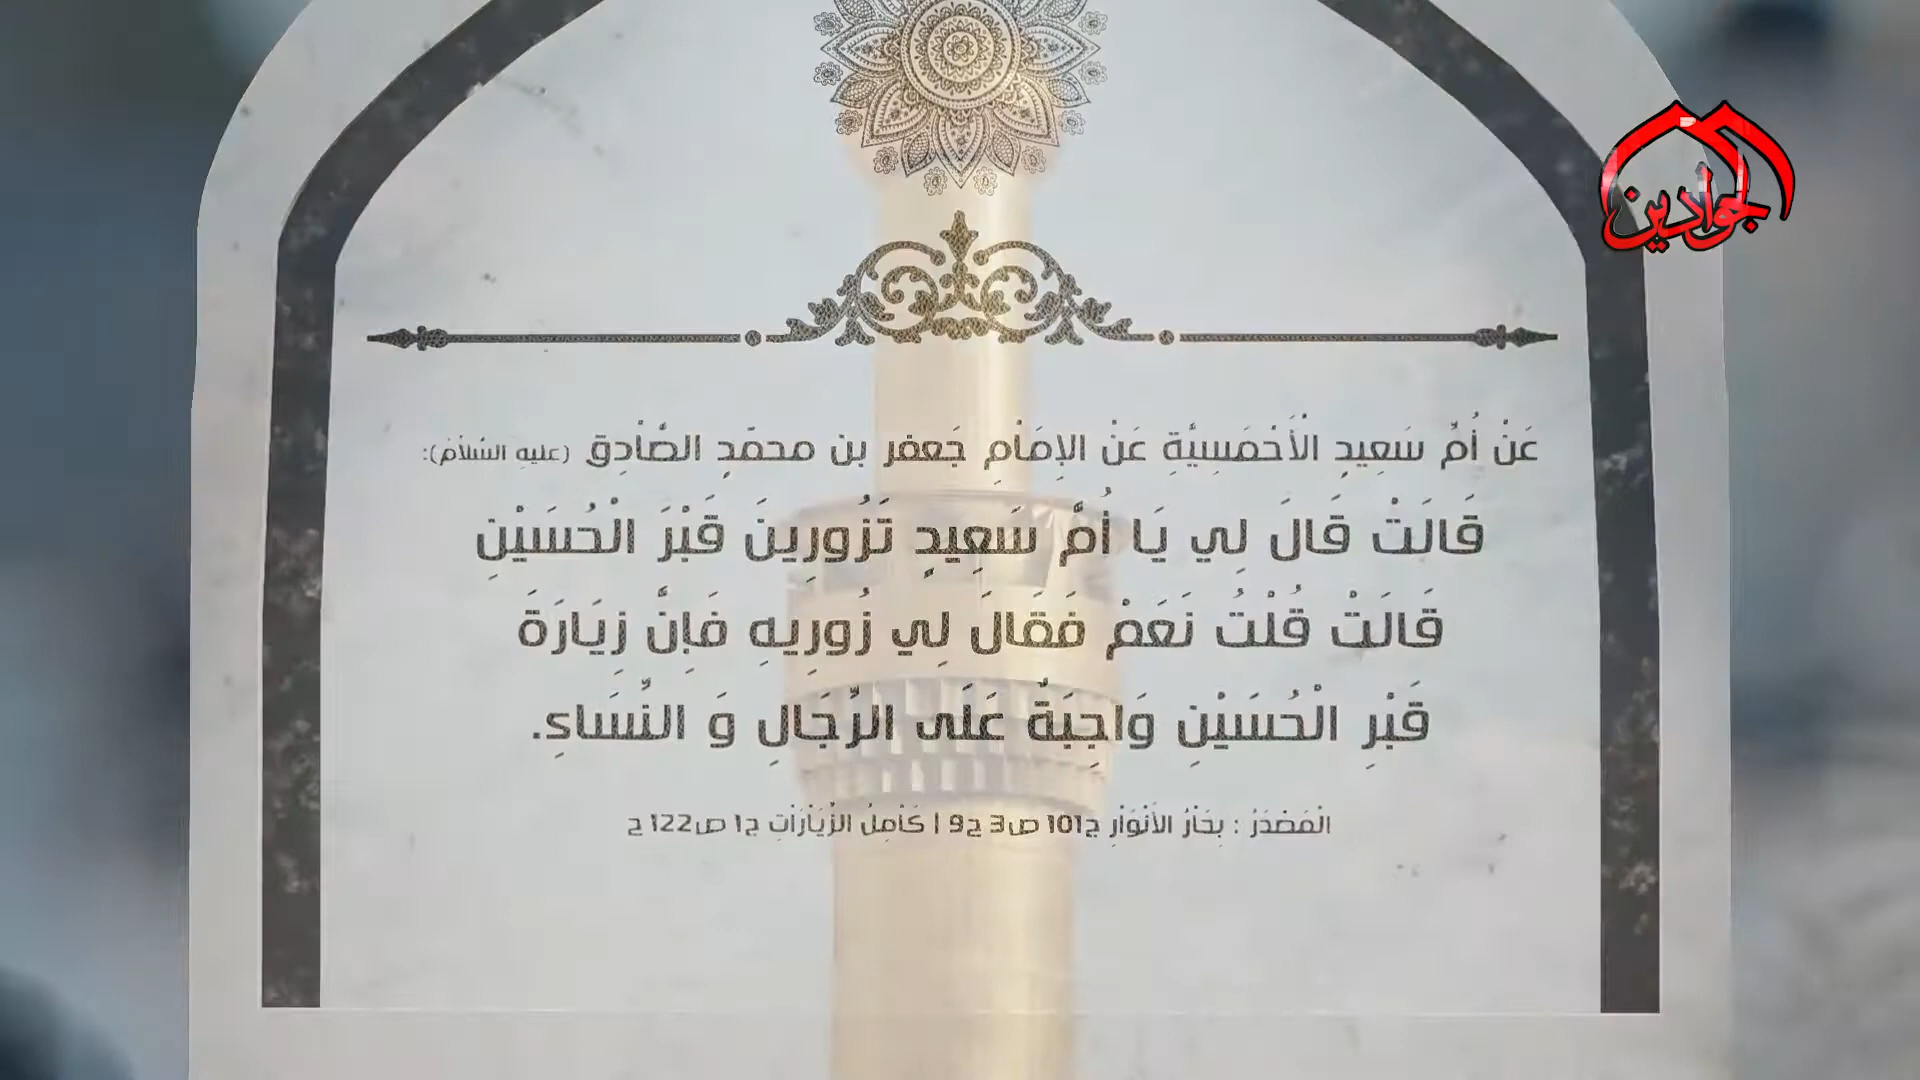 الجوادين
عَنْ أُمِّ سَعِيدٍ الْأَحْمَسِيَّةِ عَنْ الإِمَامِ جَعفر بن محمّدٍ الصَّادِق (عليهِ السَّلامُ):
قَالَتْ قَالَ لِي يَا أُمَّ سَعِيدٍ تَزُورِينَ قَبْرَ الْحُسَيْنِ
قَالَتْ قُلْتُ نَعَمْ فَقَالَ لِي زُورِيهِ فَإِنَّ زِيَارَةَ
قَبْرِ الْحُسَيْنِ وَاجِبَةٌ عَلَى الرِّجَالِ وَ النِّسَاءِ.
الْمَصْدَرُ : بِحَارُ الأَنْوَارِ ج101 ص3 ح9 | كَامِلُ الزِّيَارَاتِ ج1 ص122 ح